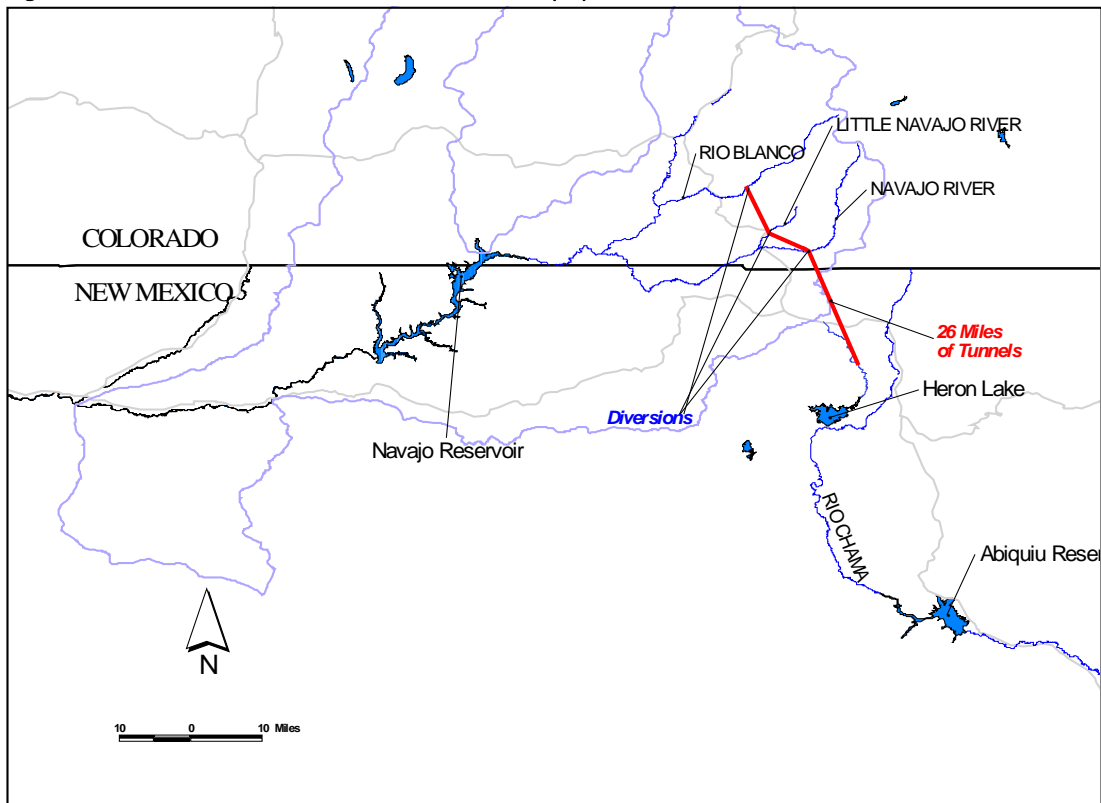 LITTLE NAVAJO RIVER
RIO BLANCO
NAVAJO RIVER
COLORADO
NEW MEXICO
26 Miles
of Tunnels
Heron Lake
Diversions
Navajo Reservoir
RIO CHAMA
Abiquiu Reser
N
10 0 10 Miles